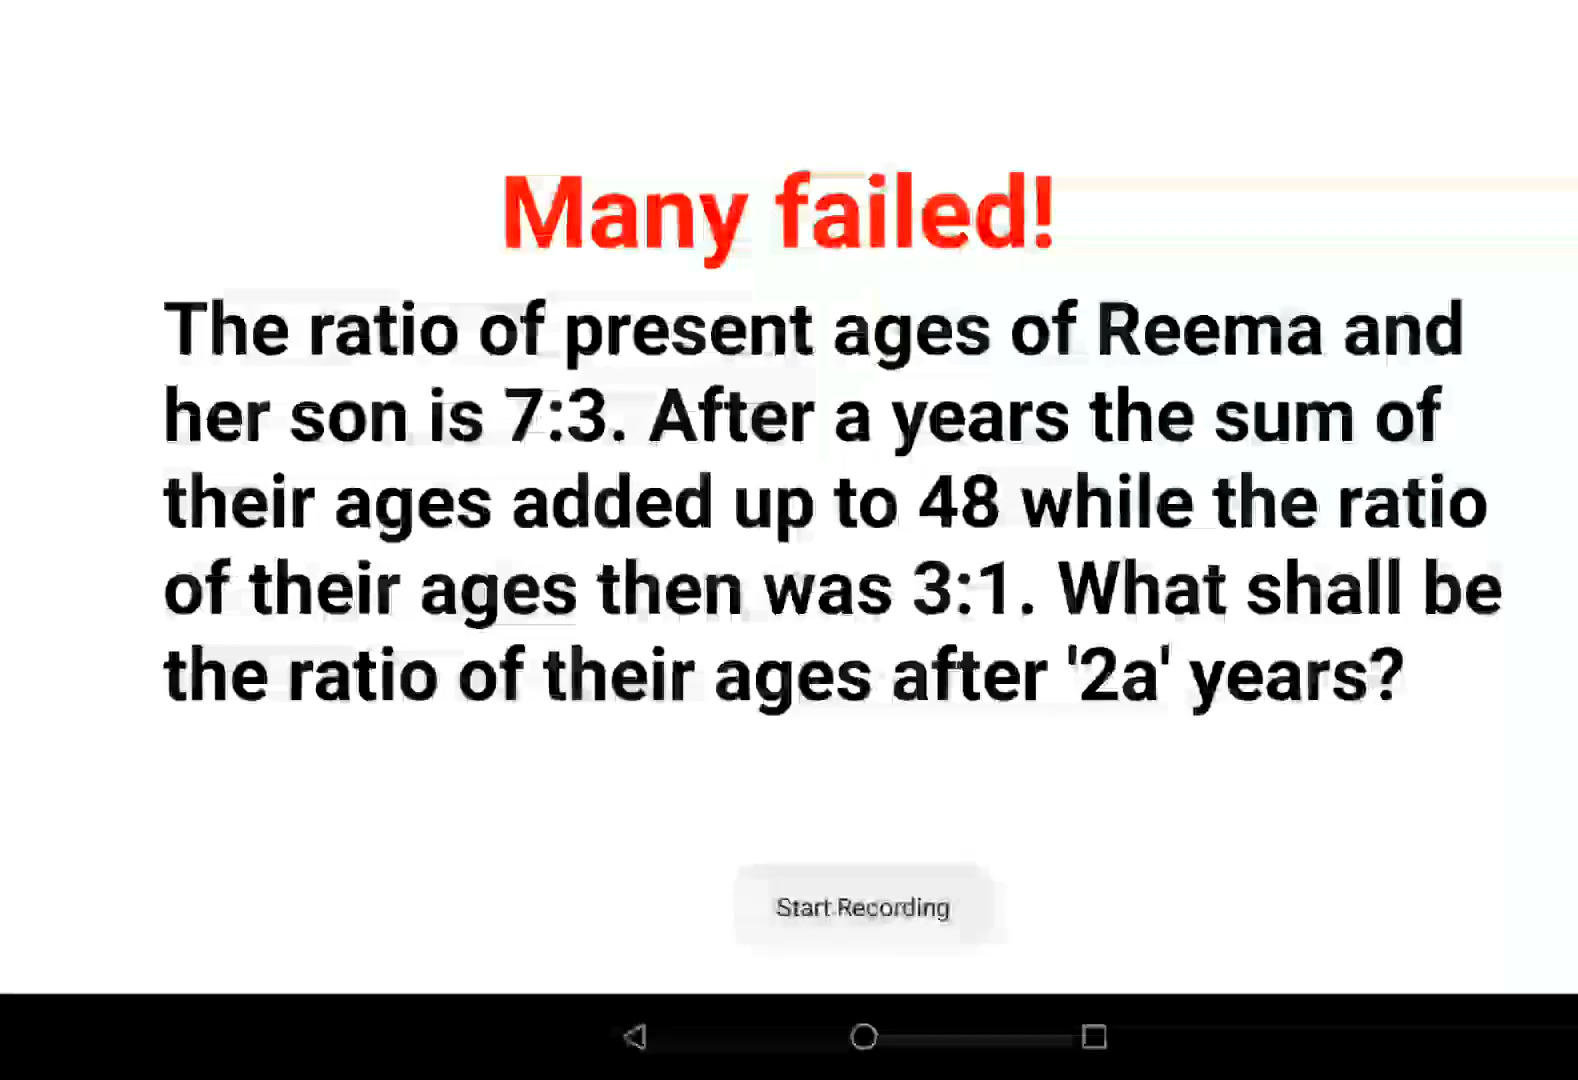 Many failed!
The ratio of present ages of Reema and
her son is 7:3. After a years the sum of
their ages added up to 48 while the ratio
of their ages then was 3:1. What shall be
the ratio of their ages after '2a' years?
Start Recording